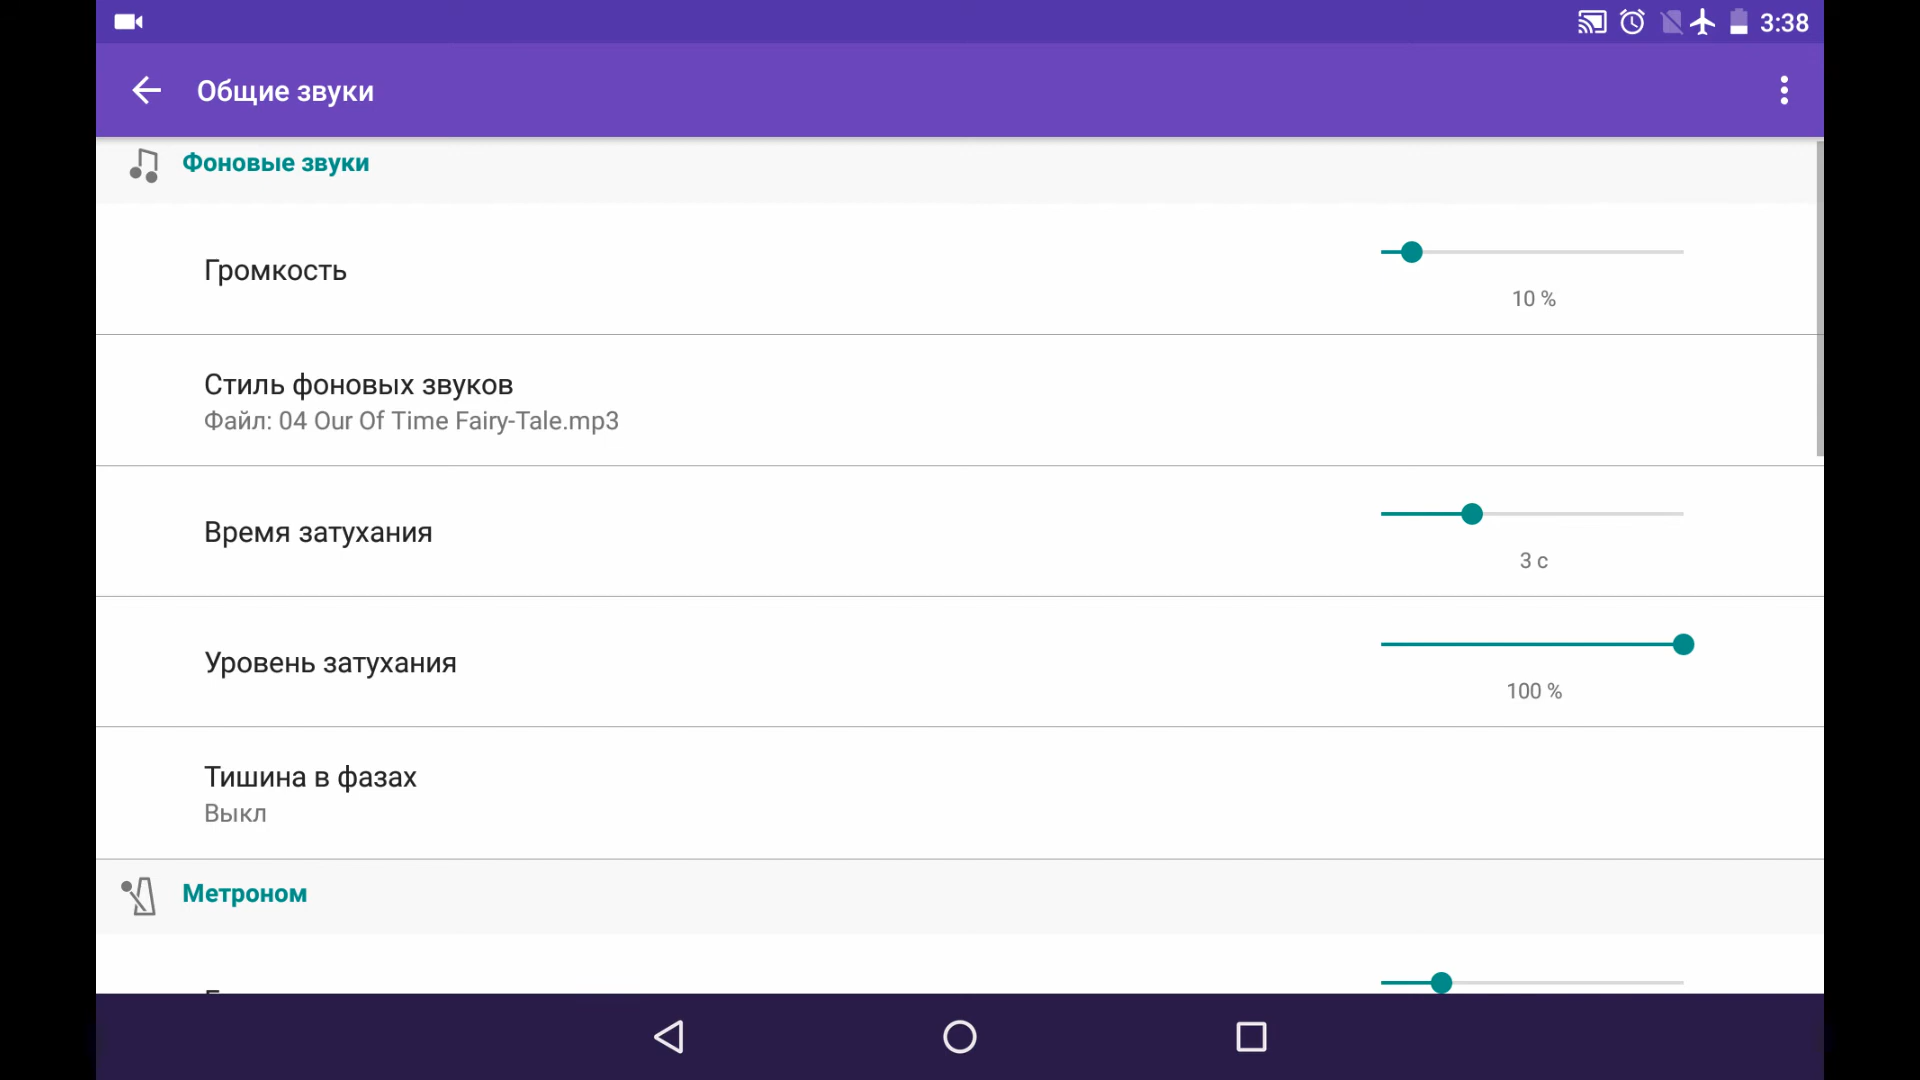 3:38
Общие звуки
Фоновые звуки
Громкость
10 %
Стиль фоновых звуков
Файл: 04 Our Of Time Fairy-Tale.mp3
Время затухания
3 с
Уровень затухания
100 %
Тишина в фазах
Выкл
Метроном